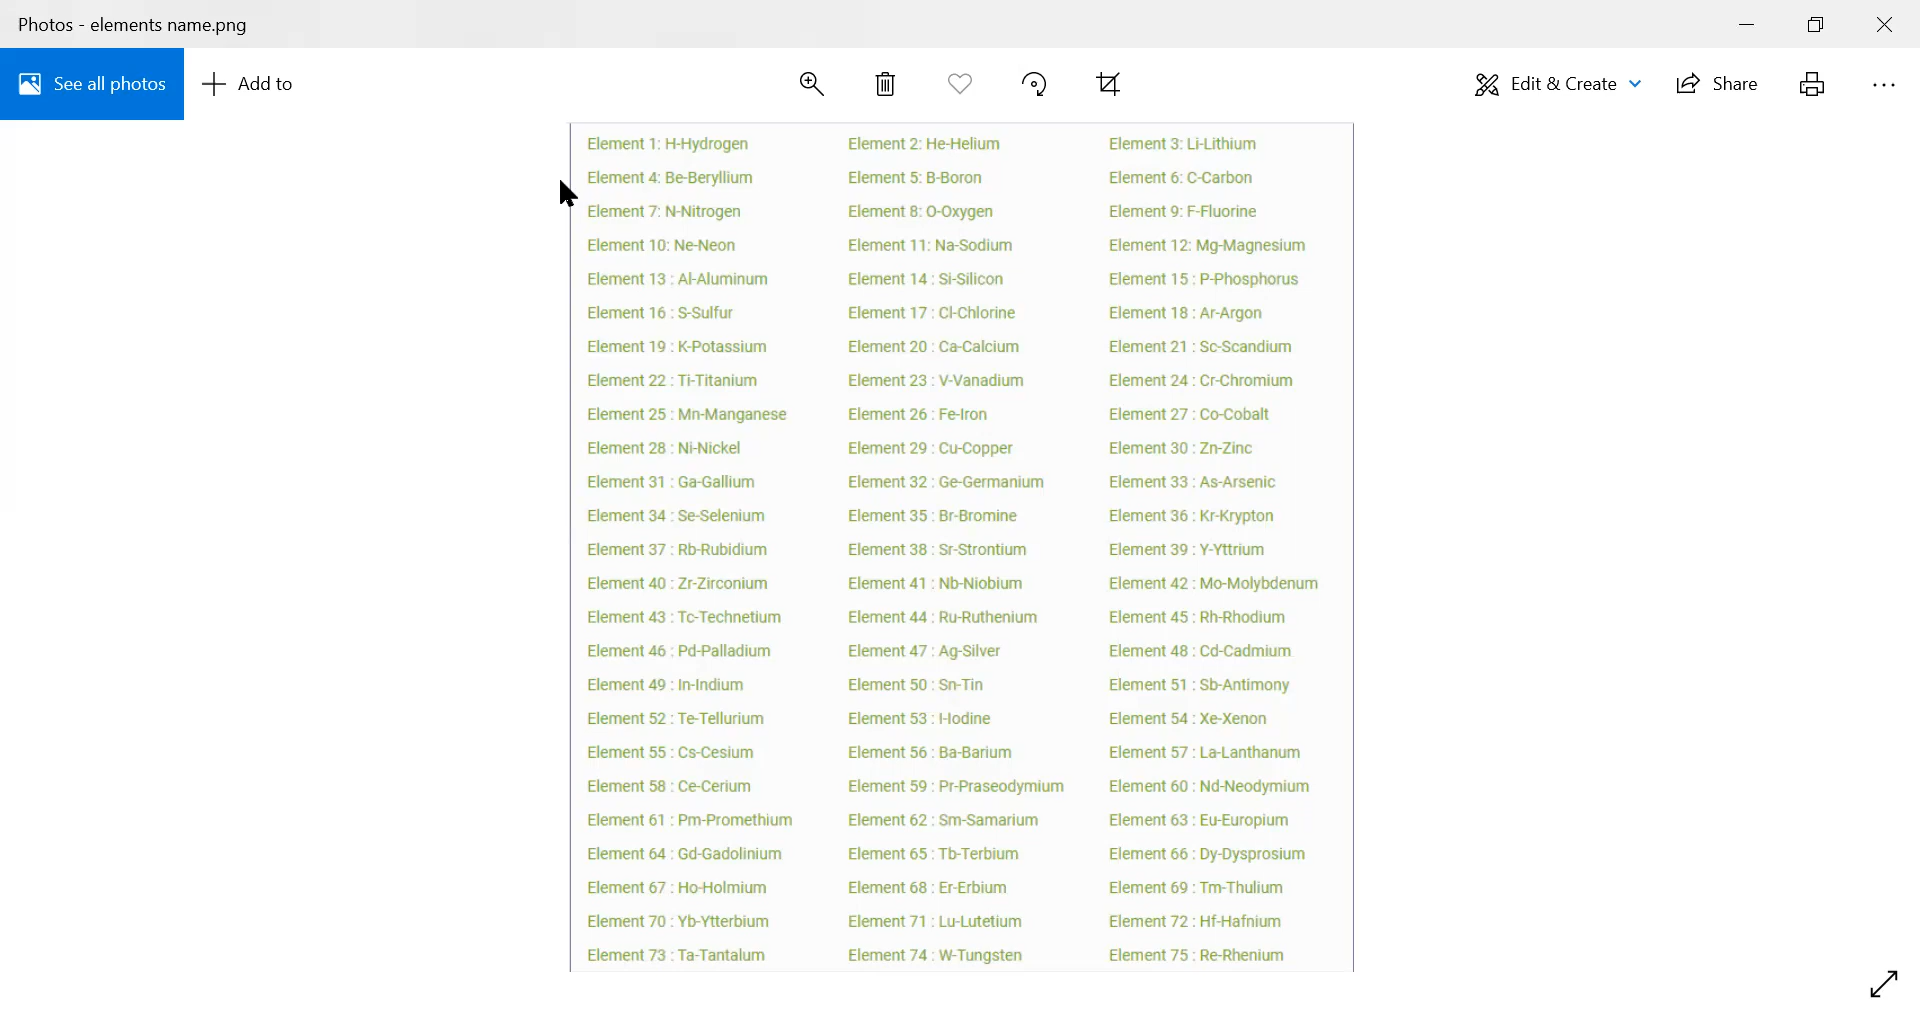 Photos - elements name.png
See all photos Add to Edit & Create Share
Element 1: H-Hydrogen Element 2: He-Helium Element 3: Li-Lithium
Element 4: Be-Beryllium Element 5: B-Boron Element 6: C-Carbon
Element 7: N-Nitrogen Element 8: O-Oxygen Element 9: F-Fluorine
Element 10: Ne-Neon Element 11: Na-Sodium Element 12: Mg-Magnesium
Element 13 : Al-Aluminum Element 14 : Si-Silicon Element 15 : P-Phosphorus
Element 16 : S-Sulfur Element 17 : Cl-Chlorine Element 18 : Ar-Argon
Element 19 : K-Potassium Element 20 : Ca-Calcium Element 21 : Sc-Scandium
Element 22 : Ti-Titanium Element 23 : V-Vanadium Element 24 : Cr-Chromium
Element 25 : Mn-Manganese Element 26 : Fe-Iron Element 27 : Co-Cobalt
Element 28 : Ni-Nickel Element 29 : Cu-Copper Element 30 : Zn-Zinc
Element 31 : Ga-Gallium Element 32 : Ge-Germanium Element 33 : As-Arsenic
Element 34 : Se-Selenium Element 35 : Br-Bromine Element 36 : Kr-Krypton
Element 37 : Rb-Rubidium Element 38 : Sr-Strontium Element 39 : Y-Yttrium
Element 40 : Zr-Zirconium Element 41 : Nb-Niobium Element 42 : Mo-Molybdenum
Element 43 : Tc-Technetium Element 44 : Ru-Ruthenium Element 45 : Rh-Rhodium
Element 46 : Pd-Palladium Element 47 : Ag-Silver Element 48 : Cd-Cadmium
Element 49 : In-Indium Element 50 : Sn-Tin Element 51 : Sb-Antimony
Element 52 : Te-Tellurium Element 53 : I-Iodine Element 54 : Xe-Xenon
Element 55 : Cs-Cesium Element 56 : Ba-Barium Element 57 : La-Lanthanum
Element 58 : Ce-Cerium Element 59 : Pr-Praseodymium Element 60 : Nd-Neodymium
Element 61 : Pm-Promethium Element 62 : Sm-Samarium Element 63 : Eu-Europium
Element 64 : Gd-Gadolinium Element 65 : Tb-Terbium Element 66 : Dy-Dysprosium
Element 67 : Ho-Holmium Element 68 : Er-Erbium Element 69 : Tm-Thulium
Element 70 : Yb-Ytterbium Element 71 : Lu-Lutetium Element 72 : Hf-Hafnium
Element 73 : Ta-Tantalum Element 74 : W-Tungsten Element 75 : Re-Rhenium